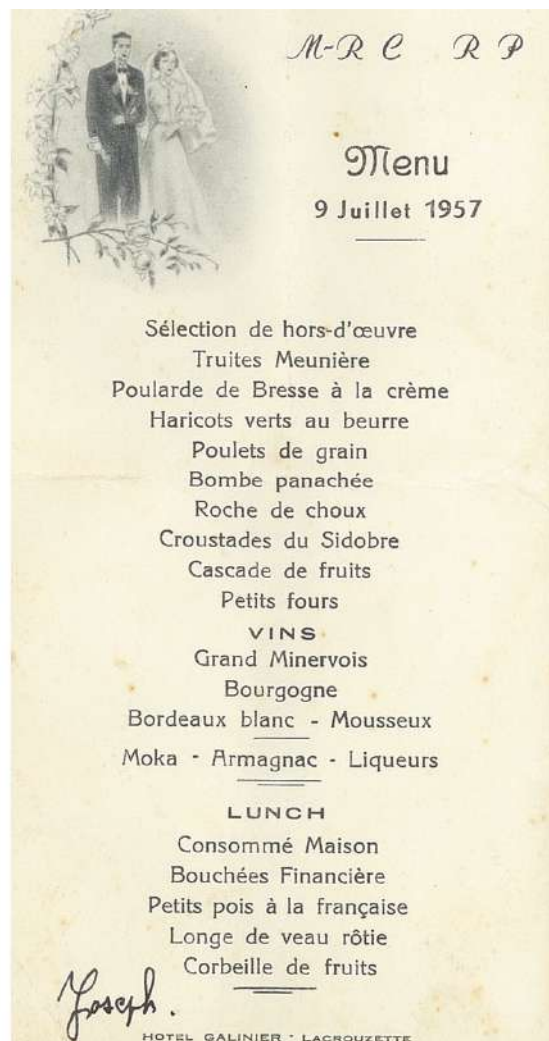 M-R C R P
Menu
9 Juillet 1957
Sélection de hors-d'œuvre
Truites Meunière
Poularde de Bresse à la crème
Haricots verts au beurre
Poulets de grain
Bombe panachée
Roche de choux
Croustades du Sidobre
Cascade de fruits
Petits fours
VINS
Grand Minervois
Bourgogne
Bordeaux blanc - Mousseux
Moka - Armagnac - Liqueurs
LUNCH
Consommé Maison
Bouchées Financière
Petits pois à la française
Longe de veau rôtie
Corbeille de fruits
Joseph.
HOTEL GALINIER - LACROUZETTE